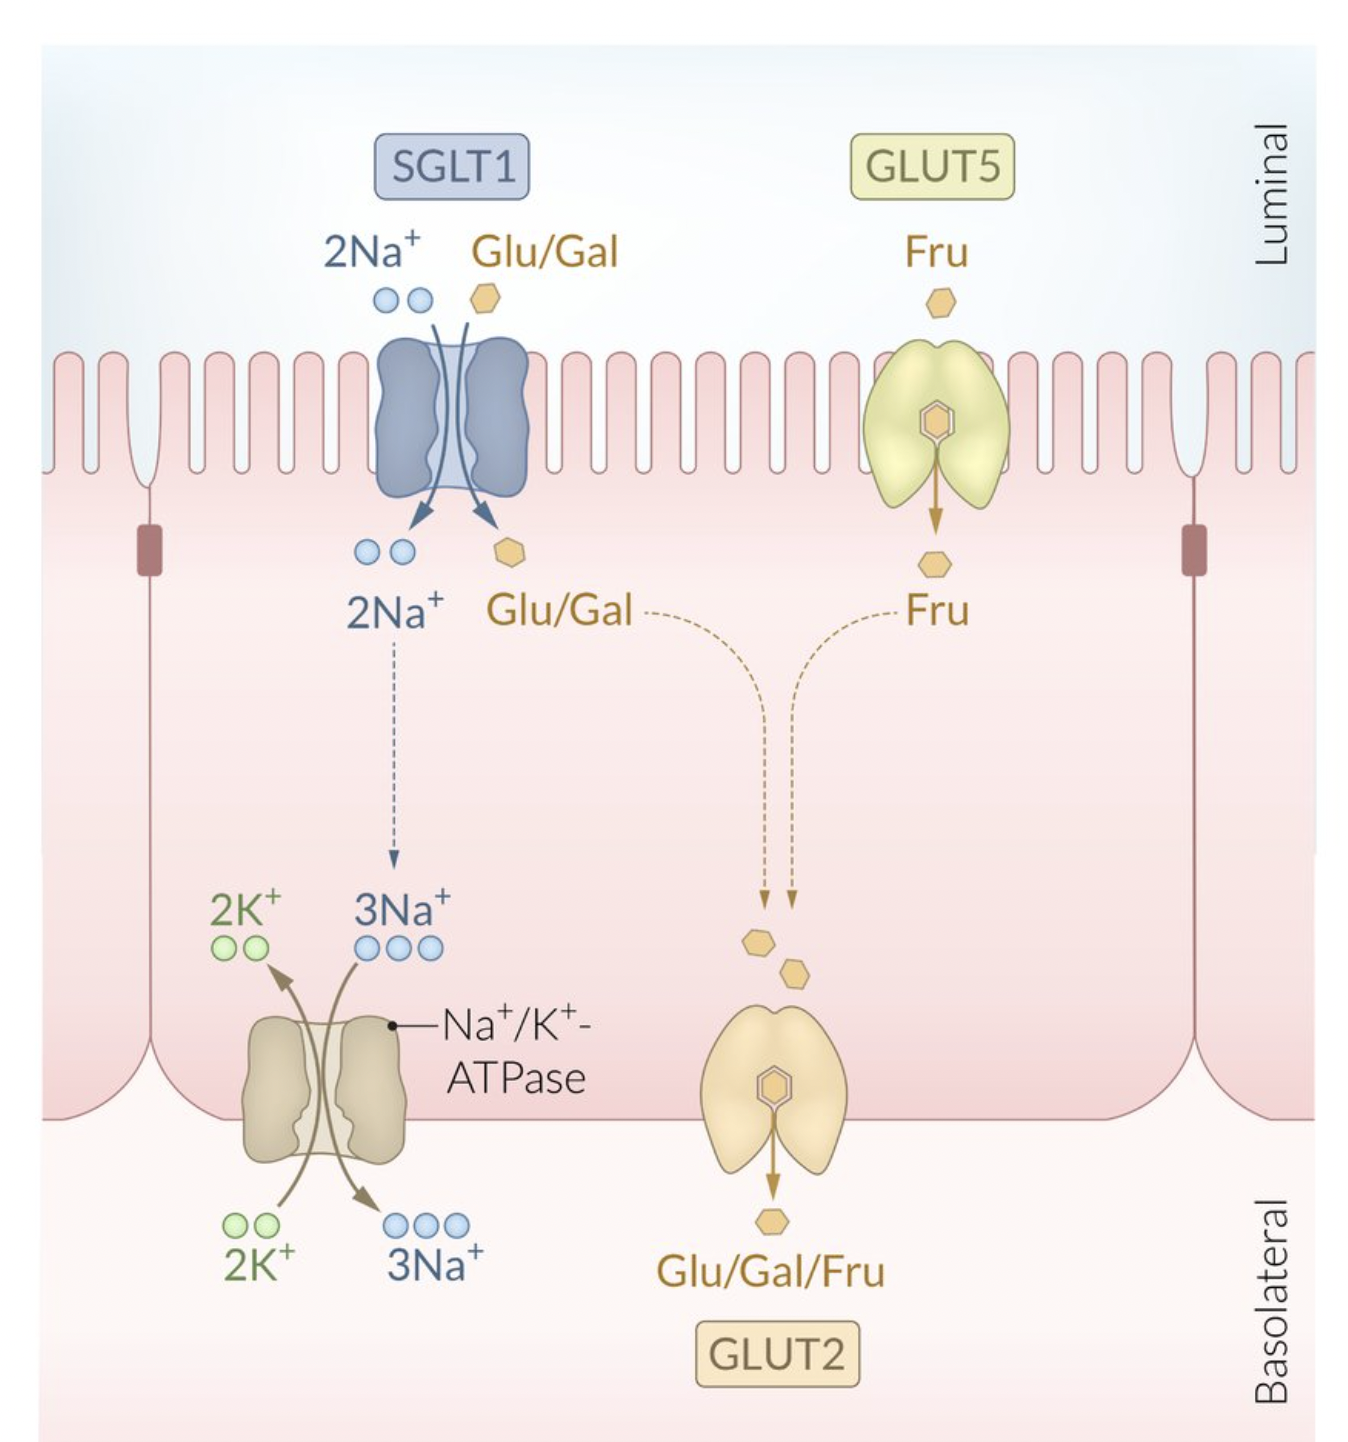 SGLT1
GLUT5
Luminal
2Na⁺
Glu/Gal
Fru
2Na⁺
Glu/Gal
Fru
2K⁺
3Na⁺
Na⁺/K⁺-
ATPase
2K⁺
3Na⁺
Glu/Gal/Fru
GLUT2
Basolateral